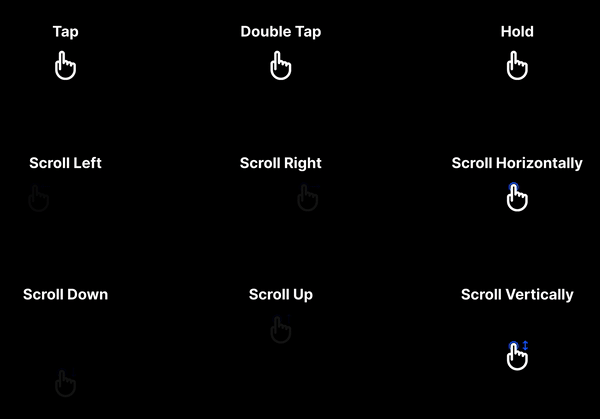 Tap
Double Tap
Hold
Scroll Left
Scroll Right
Scroll Horizontally
Scroll Down
Scroll Up
Scroll Vertically